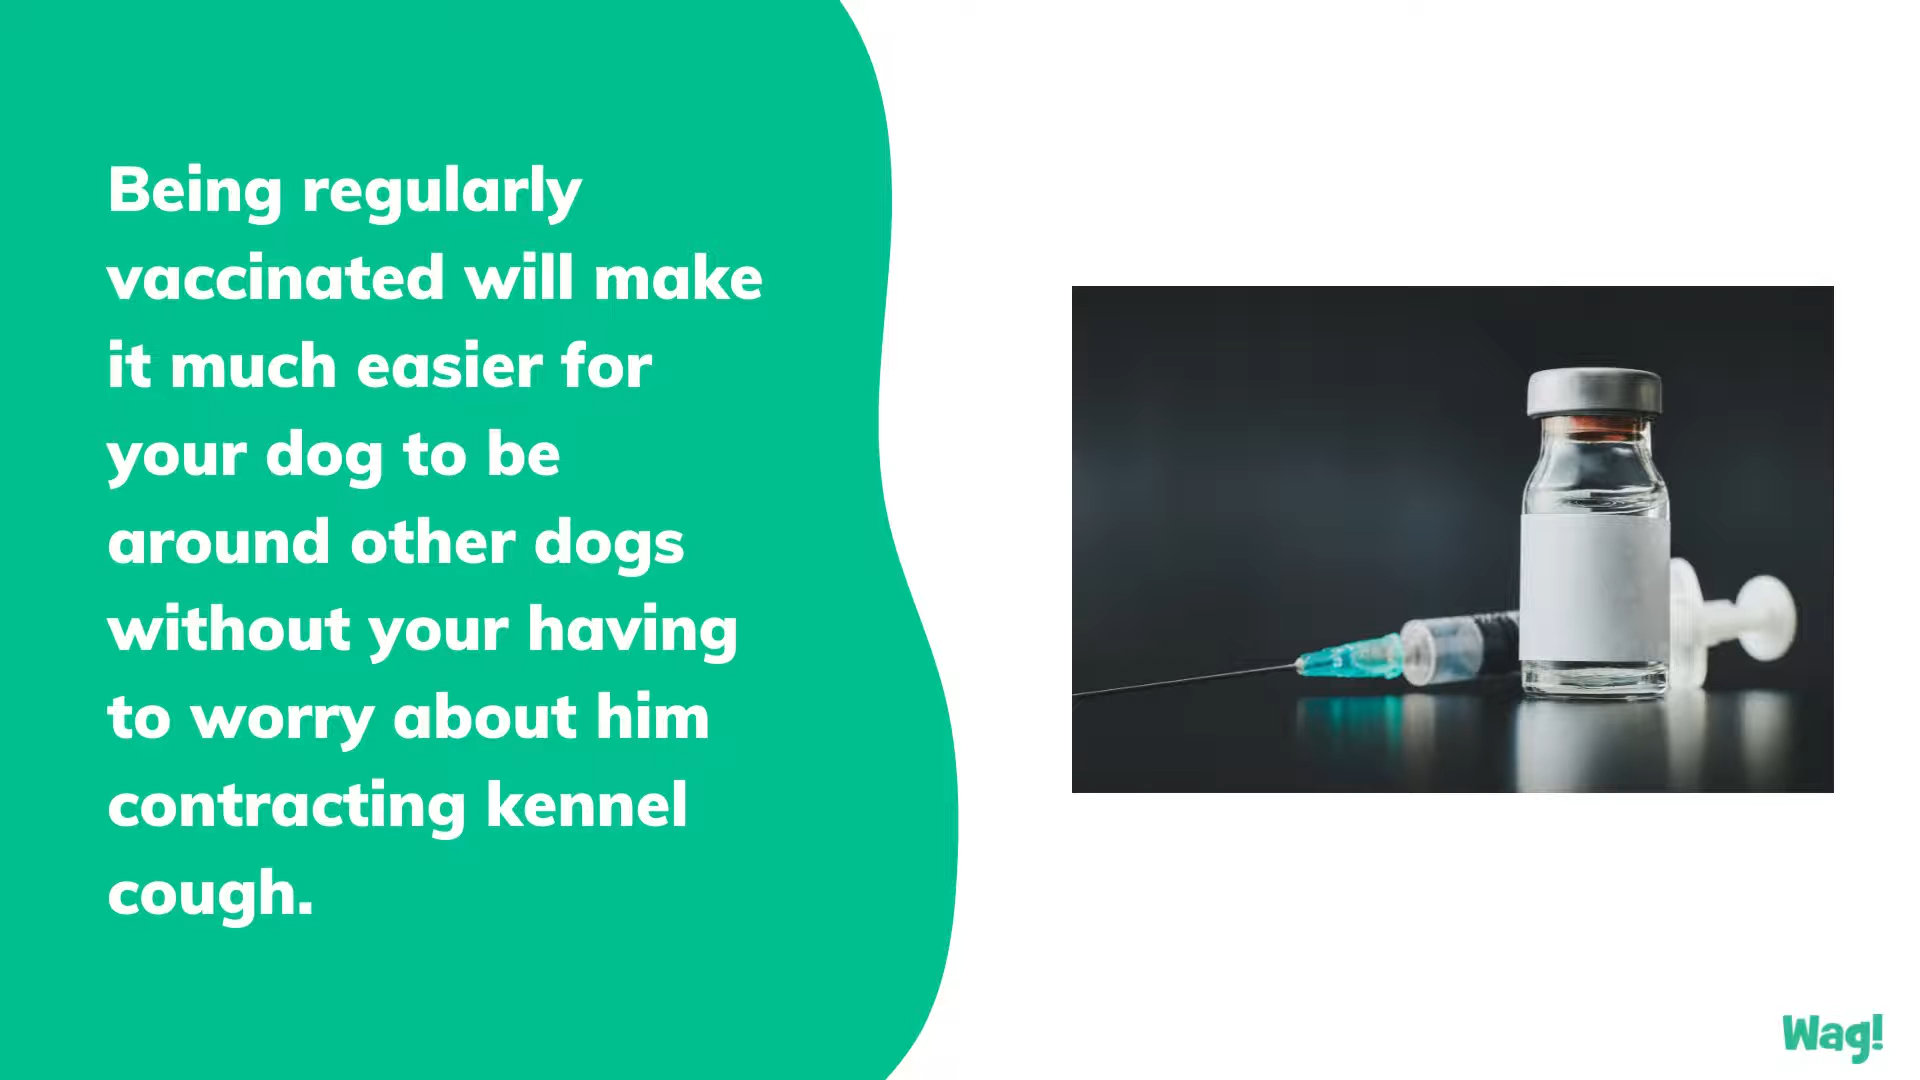 Being regularly
vaccinated will make
it much easier for
your dog to be
around other dogs
without your having
to worry about him
contracting kennel
cough.
Wag!